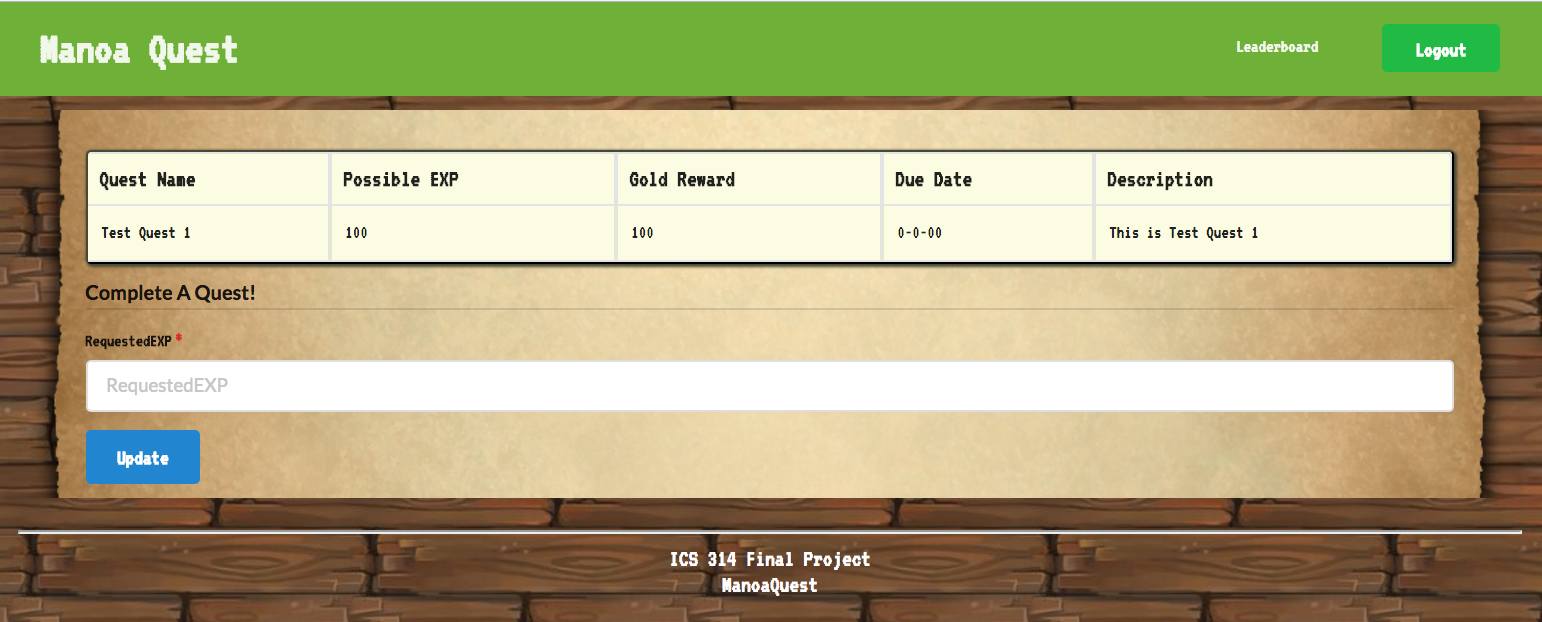 Manoa Quest Leaderboard Logout
Quest Name Possible EXP Gold Reward Due Date Description
Test Quest 1 100 100 0-0-00 This is Test Quest 1
Complete A Quest!
RequestedEXP *
RequestedEXP
Update
ICS 314 Final Project
ManoaQuest